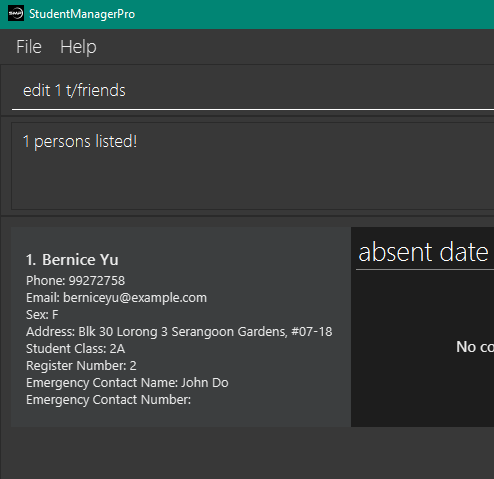 StudentManagerPro
File Help
edit 1 t/friends
1 persons listed!
1. Bernice Yu
Phone: 99272758
Email: berniceyu@example.com
Sex: F
Address: Blk 30 Lorong 3 Serangoon Gardens, #07-18
Student Class: 2A
Register Number: 2
Emergency Contact Name: John Do
Emergency Contact Number:
absent date
No co